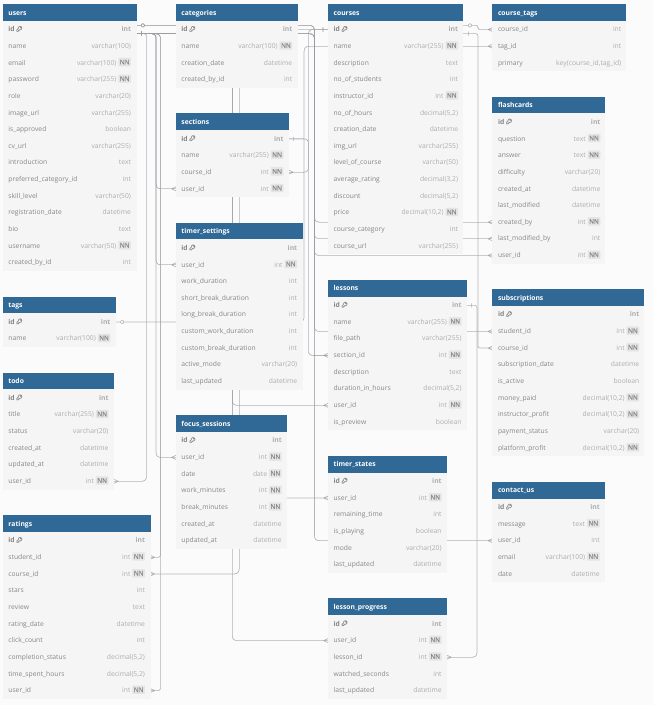 users
id int
name varchar(100)
email varchar(100) NN
password varchar(255) NN
role varchar(20)
image_url varchar(255)
is_approved boolean
cv_url varchar(255)
introduction text
preferred_category_id int
skill_level varchar(50)
registration_date datetime
bio text
username varchar(50) NN
created_by_id int
tags
id int
name varchar(100) NN
todo
id int
title varchar(255) NN
status varchar(20)
created_at datetime
updated_at datetime
user_id int NN
ratings
student_id int NN
course_id int NN
stars int
review text
rating_date datetime
click_count int
completion_status decimal(5,2)
time_spent_hours decimal(5,2)
user_id int NN
categories
id int
name varchar(100) NN
creation_date datetime
created_by_id int
sections
id int
name varchar(255) NN
course_id int NN
user_id int NN
timer_settings
id int
user_id int NN
work_duration int
short_break_duration int
long_break_duration int
custom_work_duration int
custom_break_duration int
active_mode varchar(20)
last_updated datetime
focus_sessions
id int
user_id int NN
date date NN
work_minutes int NN
break_minutes int NN
created_at datetime
updated_at datetime
courses
id int
name varchar(255) NN
description text
no_of_students int
instructor_id int NN
no_of_hours decimal(5,2)
creation_date datetime
img_url varchar(255)
level_of_course varchar(50)
average_rating decimal(3,2)
discount decimal(5,2)
price decimal(10,2) NN
course_category int
course_url varchar(255)
lessons
id int
name varchar(255) NN
file_path varchar(255)
section_id int NN
description text
duration_in_hours decimal(5,2)
user_id int NN
is_preview boolean
timer_states
id int
user_id int NN
remaining_time int
is_playing boolean
mode varchar(20)
last_updated datetime
lesson_progress
id int
user_id int NN
lesson_id int NN
watched_seconds int
last_updated datetime
course_tags
course_id int
tag_id int
primary key(course_id,tag_id)
flashcards
id int
question text NN
answer text NN
difficulty varchar(20)
created_at datetime
last_modified datetime
created_by int NN
last_modified_by int
user_id int NN
subscriptions
id int
student_id int NN
course_id int NN
subscription_date datetime
is_active boolean
money_paid decimal(10,2) NN
instructor_profit decimal(10,2) NN
payment_status varchar(20)
platform_profit decimal(10,2) NN
contact_us
id int
message text NN
user_id int
email varchar(100) NN
date datetime